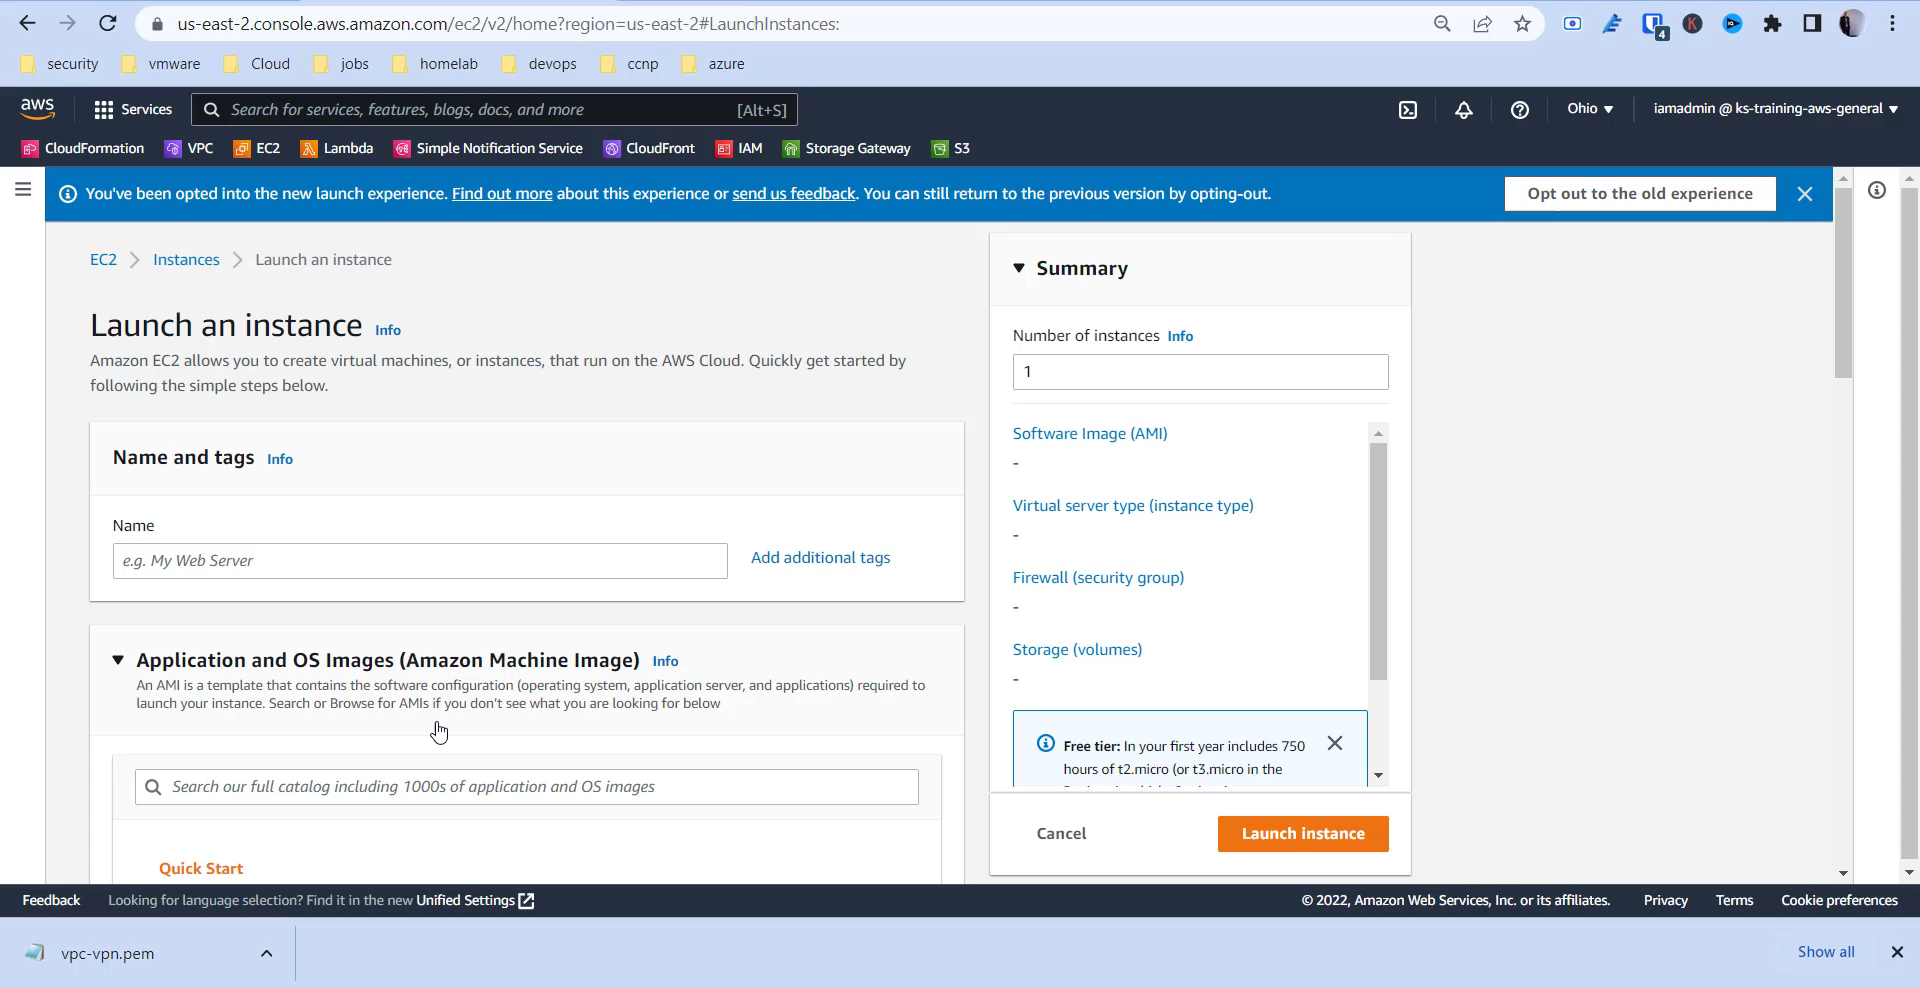 us-east-2.console.aws.amazon.com/ec2/v2/home?region=us-east-2#LaunchInstances:
4
K
security
vmware
Cloud
jobs
homelab
devops
ccnp
azure
aws
Services
Search for services, features, blogs, docs, and more
[Alt+S]
Ohio
iamadmin @ ks-training-aws-general
CloudFormation
VPC
EC2
Lambda
Simple Notification Service
CloudFront
IAM
Storage Gateway
S3
You've been opted into the new launch experience. Find out more about this experience or send us feedback. You can still return to the previous version by opting-out.
Opt out to the old experience
EC2
Instances
Launch an instance
Launch an instance Info
Amazon EC2 allows you to create virtual machines, or instances, that run on the AWS Cloud. Quickly get started by
following the simple steps below.
Name and tags Info
Name
e.g. My Web Server
Add additional tags
Application and OS Images (Amazon Machine Image) Info
An AMI is a template that contains the software configuration (operating system, application server, and applications) required to
launch your instance. Search or Browse for AMIs if you don't see what you are looking for below
Search our full catalog including 1000s of application and OS images
Quick Start
Summary
Number of instances Info
1
Software Image (AMI)
-
Virtual server type (instance type)
-
Firewall (security group)
-
Storage (volumes)
-
Free tier: In your first year includes 750
hours of t2.micro (or t3.micro in the
Cancel
Launch instance
Feedback
Looking for language selection? Find it in the new Unified Settings
© 2022, Amazon Web Services, Inc. or its affiliates.
Privacy
Terms
Cookie preferences
vpc-vpn.pem
Show all